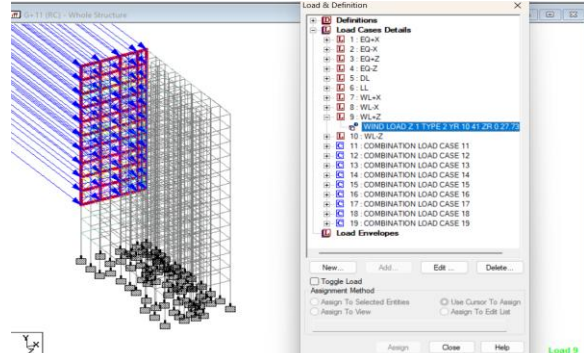 G+11 (RC) - Whole Structure
Load & Definition
Definitions
Load Cases Details
1 : EQ+X
2 : EQ-X
3 : EQ+Z
4 : EQ-Z
5 : DL
6 : LL
7 : WL+X
8 : WL-X
9 : WL+Z
WIND LOAD Z 1 TYPE 2 YR 10 41 ZR 0 27.73
10 : WL-Z
11 : COMBINATION LOAD CASE 11
12 : COMBINATION LOAD CASE 12
13 : COMBINATION LOAD CASE 13
14 : COMBINATION LOAD CASE 14
15 : COMBINATION LOAD CASE 15
16 : COMBINATION LOAD CASE 16
17 : COMBINATION LOAD CASE 17
18 : COMBINATION LOAD CASE 18
19 : COMBINATION LOAD CASE 19
Load Envelopes
New... Add... Edit ... Delete...
Toggle Load
Assignment Method
Assign To Selected Entities Use Cursor To Assign
Assign To View Assign To Edit List
Assign Close Help
Y
X
Z
Load 9